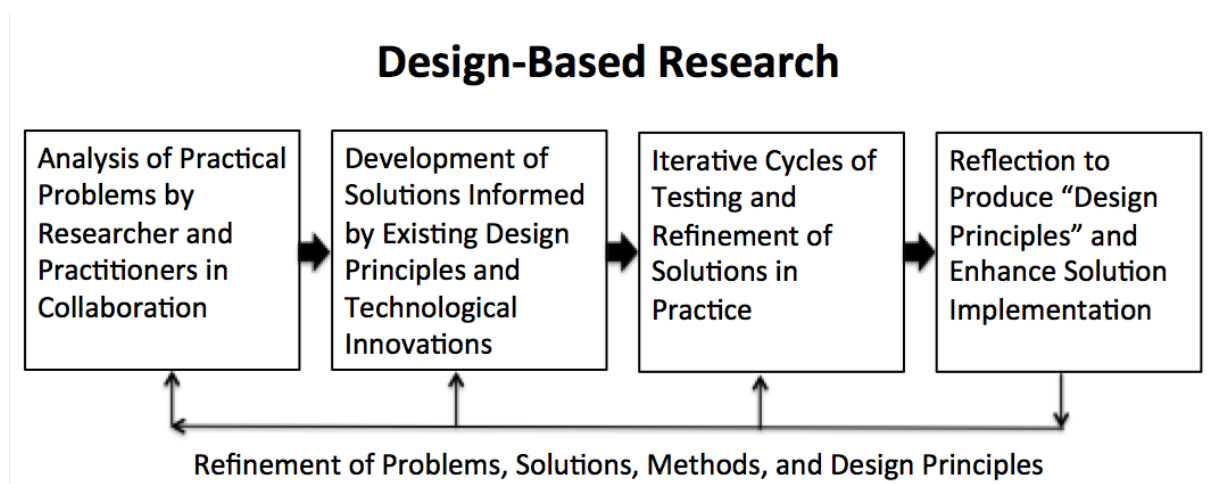 Design-Based Research
Analysis of Practical
Problems by
Researcher and
Practitioners in
Collaboration
Development of
Solutions Informed
by Existing Design
Principles and
Technological
Innovations
Iterative Cycles of
Testing and
Refinement of
Solutions in
Practice
Reflection to
Produce “Design
Principles” and
Enhance Solution
Implementation
Refinement of Problems, Solutions, Methods, and Design Principles